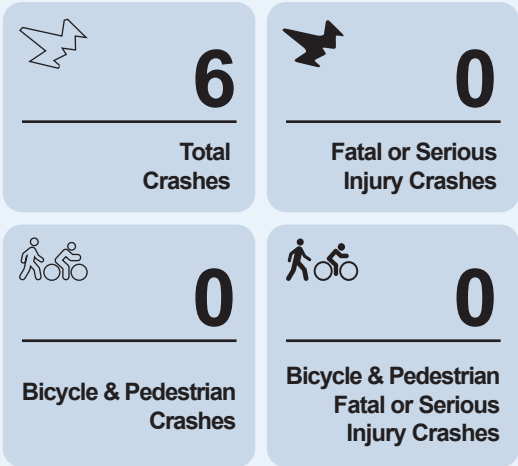 6
Total
Crashes
0
Fatal or Serious
Injury Crashes
0
Bicycle & Pedestrian
Crashes
0
Bicycle & Pedestrian
Fatal or Serious
Injury Crashes